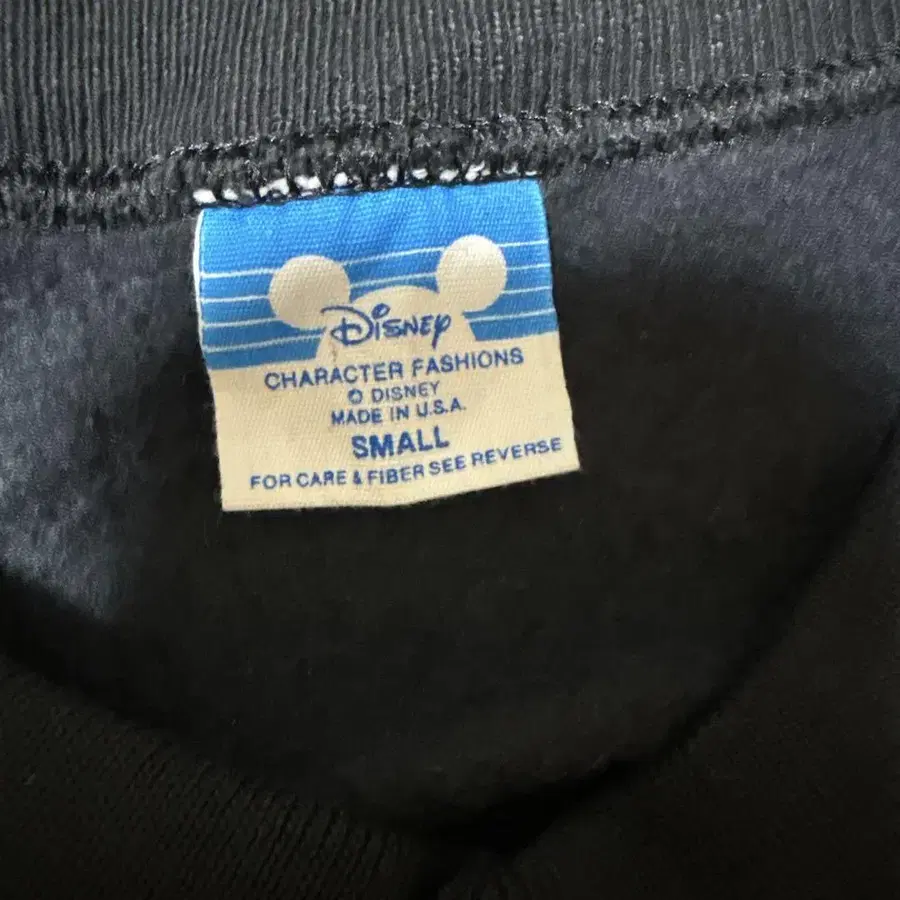 Disney
CHARACTER FASHIONS
© DISNEY
MADE IN U.S.A.
SMALL
FOR CARE & FIBER SEE REVERSE